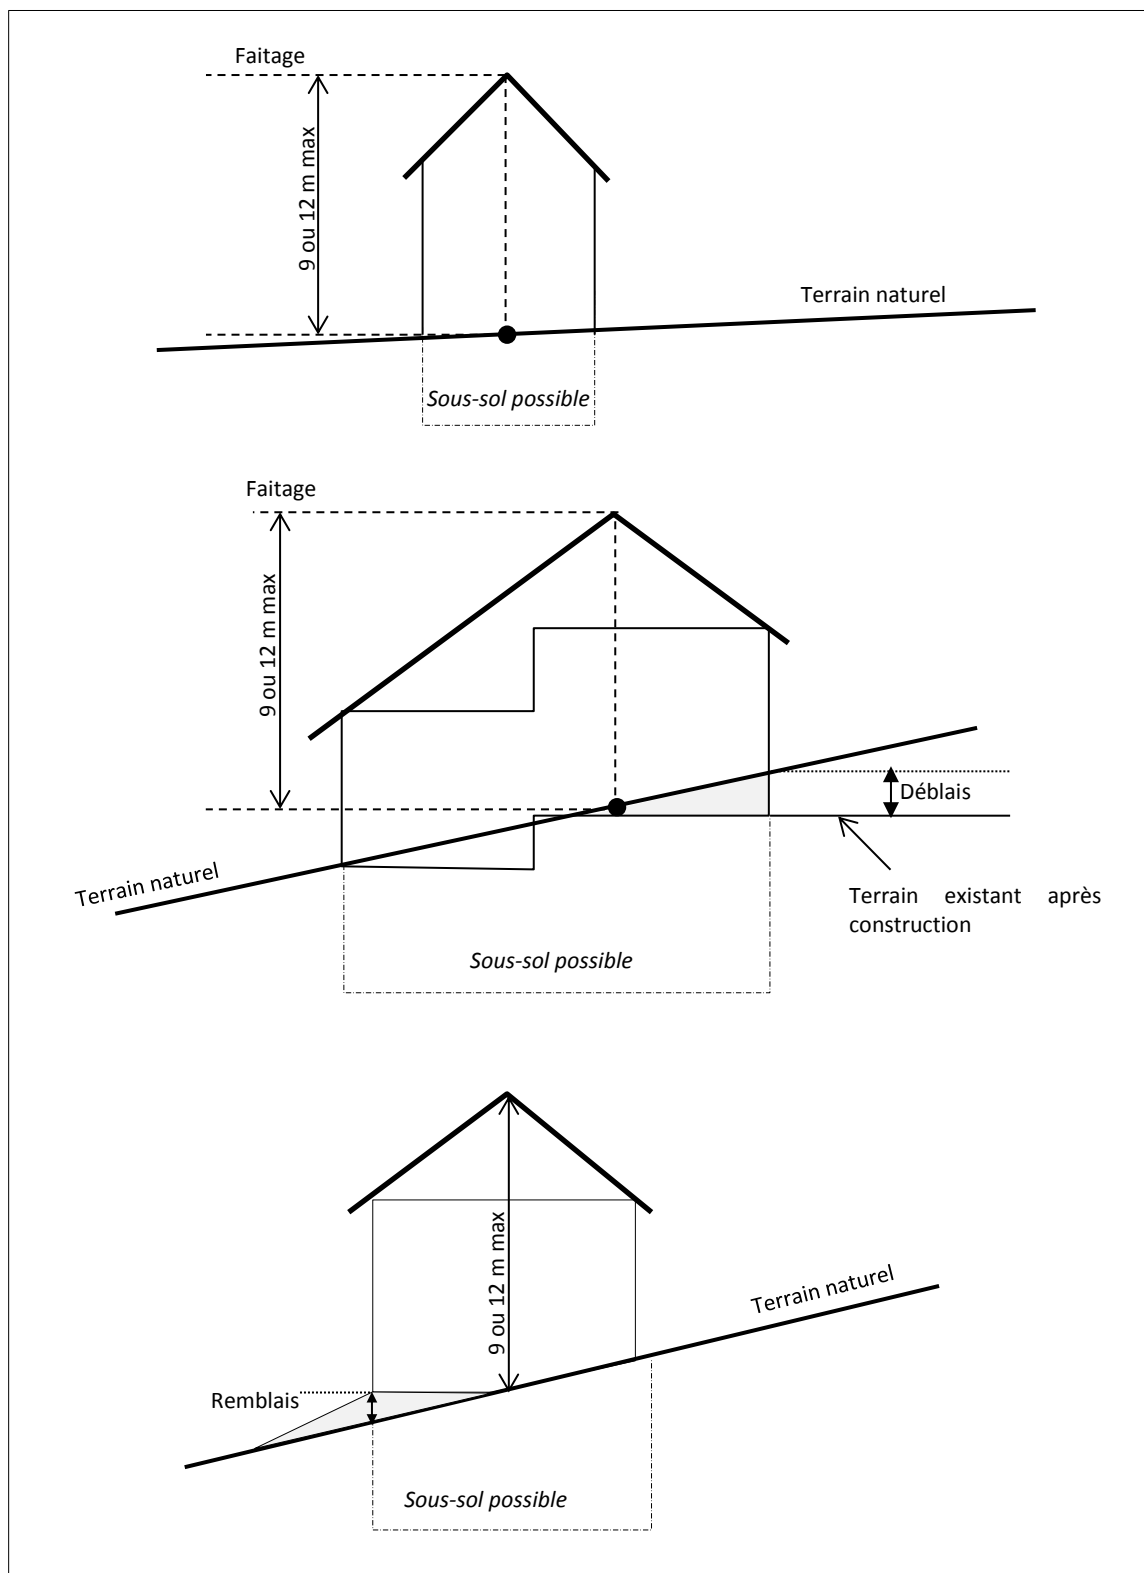 Faitage
9 ou 12 m max
Terrain naturel
Sous-sol possible
Faitage
9 ou 12 m max
Déblais
Terrain naturel
Terrain existant après
construction
Sous-sol possible
9 ou 12 m max
Terrain naturel
Remblais
Sous-sol possible